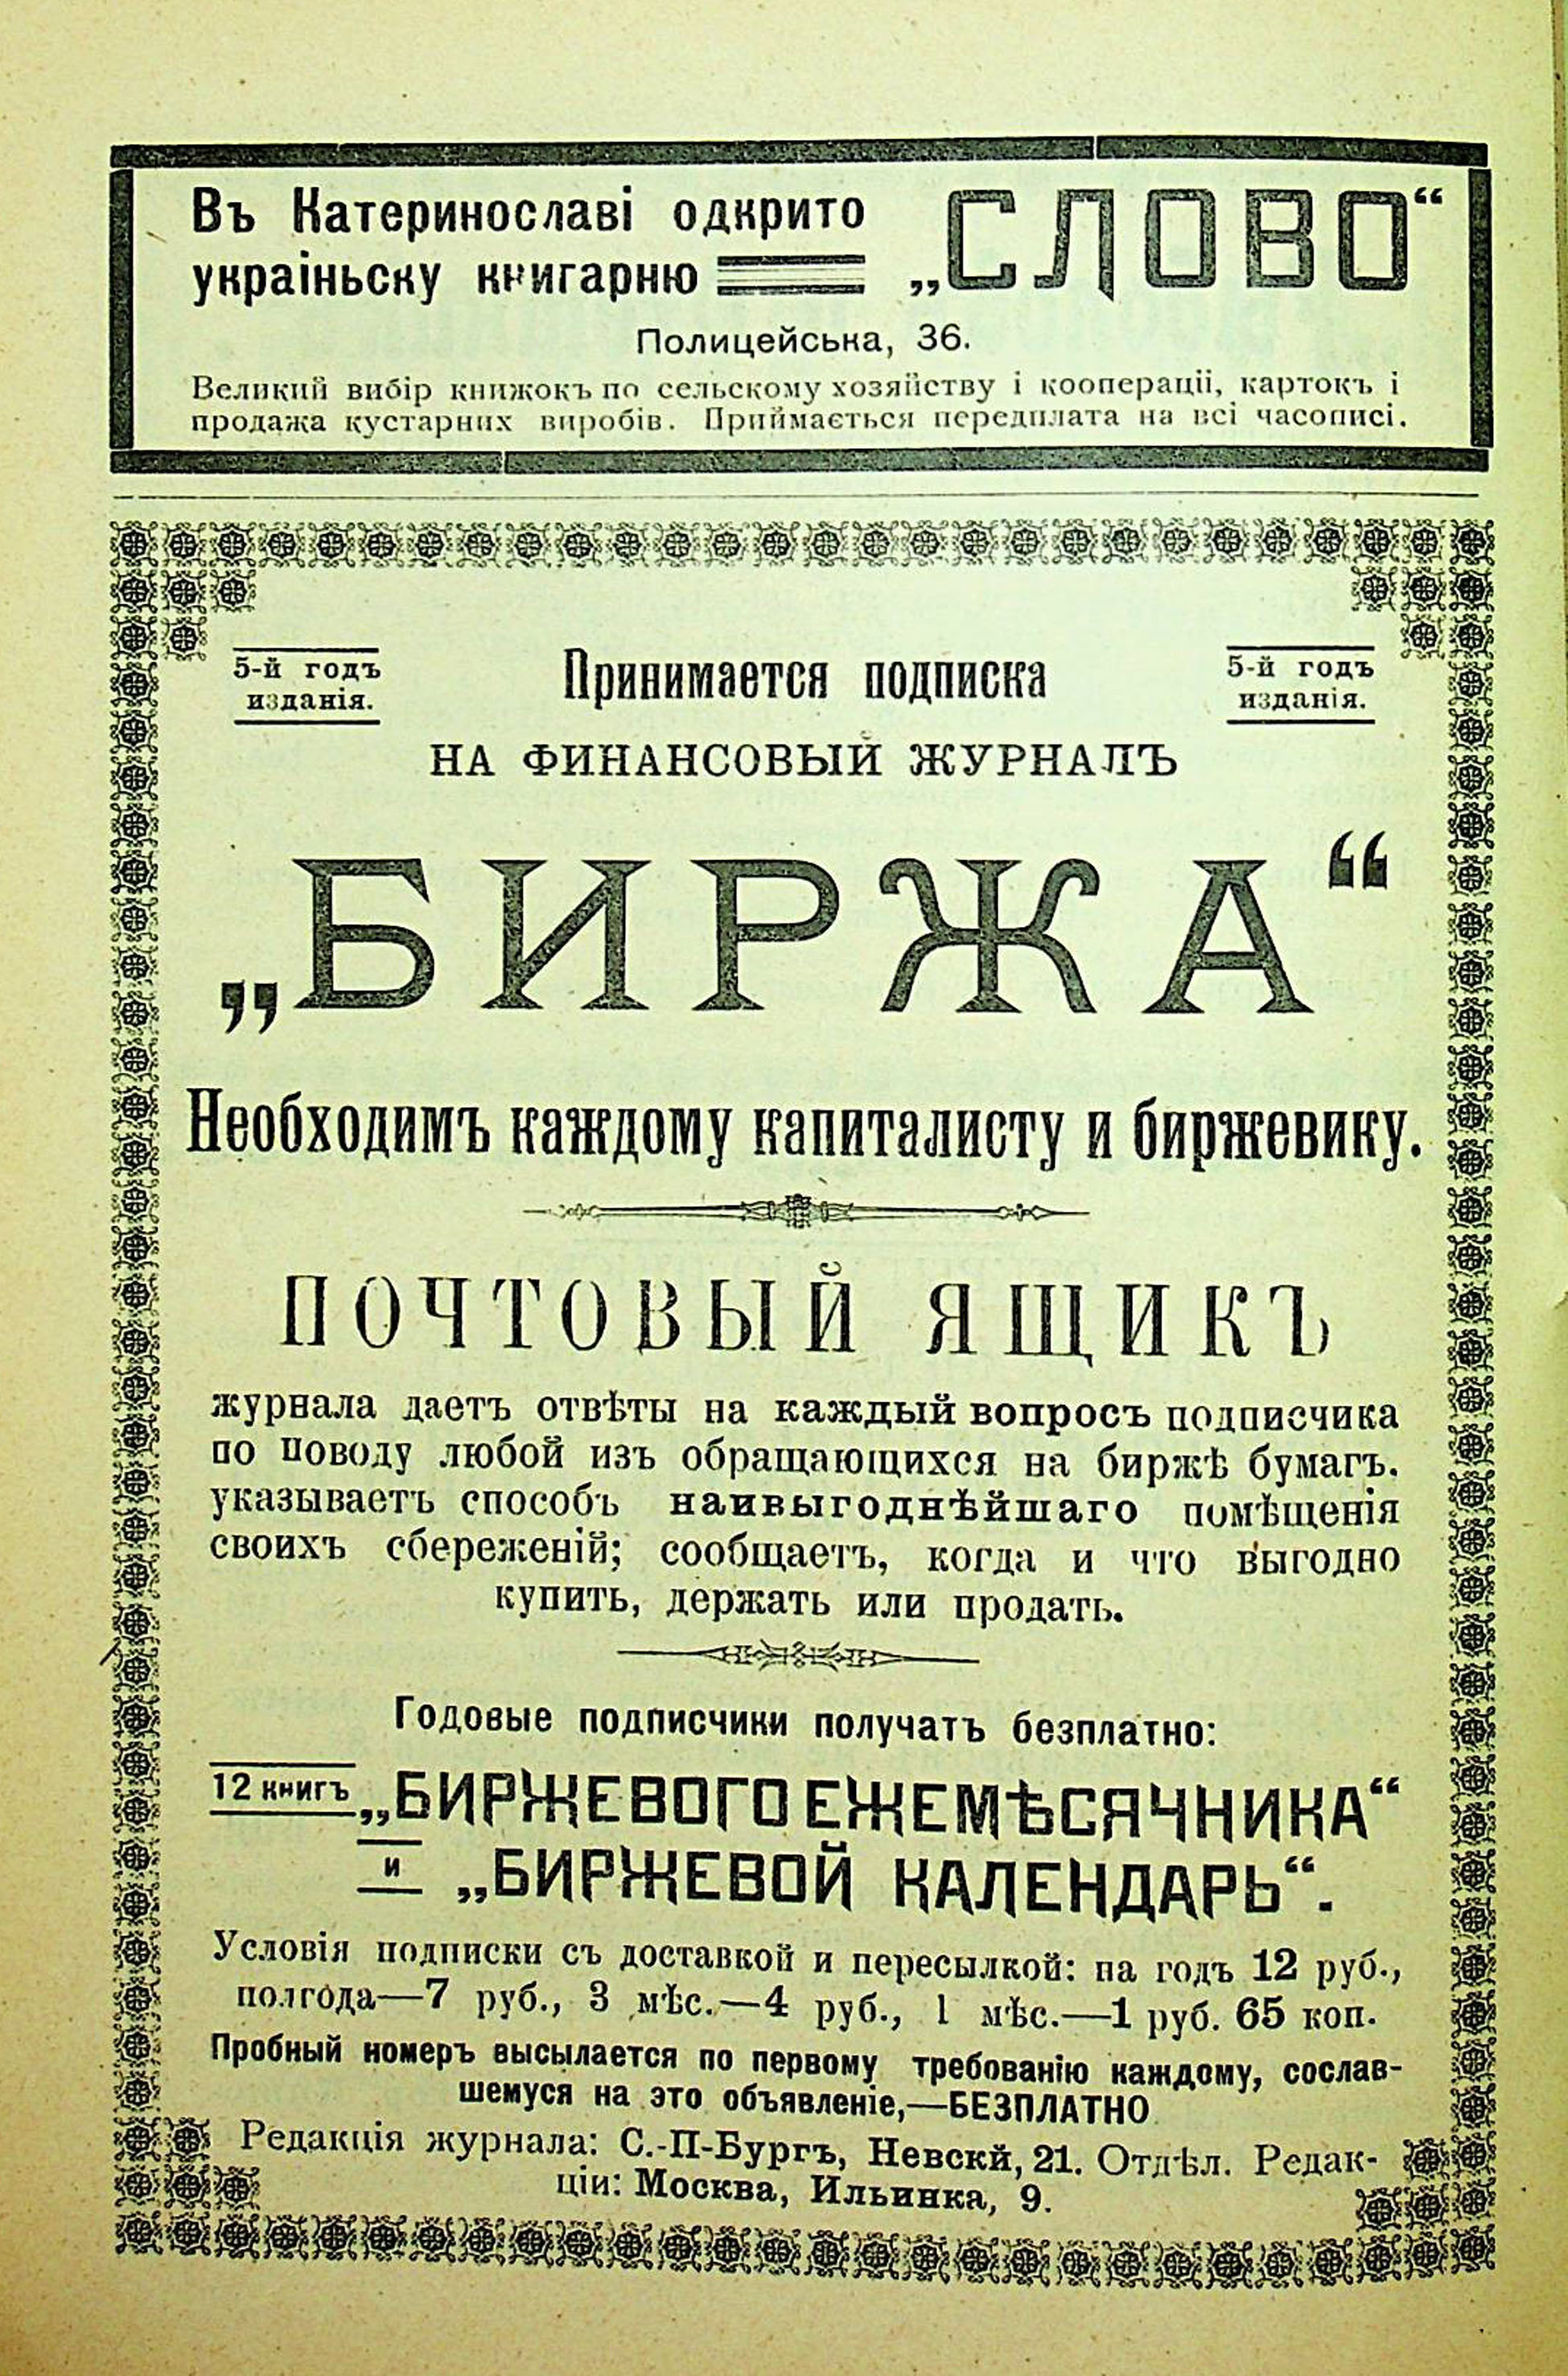 Въ Катеринославі одкрито
украіньску книгарню „СЛОВО“
Полицейська, 36.
Великий вибір книжокъ по сельскому хозяйству і кооперації, картокъ і
продажа кустарних виробів. Приймається передплата на всі часописі.
5-й годъ
изданія.
Принимается подписка
5-й годъ
изданія.
НА ФИНАНСОВЫЙ ЖУРНАЛЪ
„БИРЖА“
Необходимъ каждому капиталисту и биржевику.
ПОЧТОВЫЙ ЯЩИКЪ
журнала даетъ отвѣты на каждый вопросъ подписчика
по поводу любой изъ обращающихся на биржѣ бумагъ.
указываетъ способъ наивыгоднѣйшаго помѣщенія
своихъ сбереженій; сообщаетъ, когда и что выгодно
купить, держать или продать.
Годовые подписчики получатъ безплатно:
12 книгъ „БИРЖЕВОГО ЕЖЕМѢСЯЧНИКА“
и „БИРЖЕВОЙ КАЛЕНДАРЬ“.
Условія подписки съ доставкой и пересылкой: на годъ 12 руб.,
полгода—7 руб., 3 мѣс.—4 руб., 1 мѣс.—1 руб. 65 коп.
Пробный номеръ высылается по первому требованію каждому, сослав-
шемуся на это объявленіе,—БЕЗПЛАТНО
Редакція журнала: С.-П-Бургъ, Невскй, 21. Отдѣл. Редак-
ціи: Москва, Ильинка, 9.